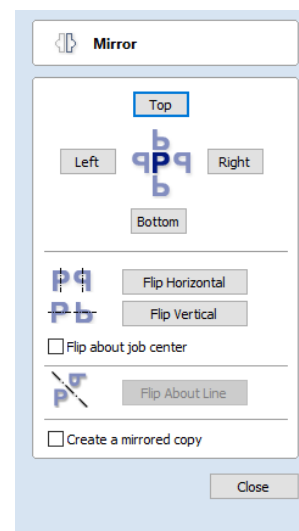 Mirror
Top
Left
Right
Bottom
Flip Horizontal
Flip Vertical
Flip about job center
Flip About Line
Create a mirrored copy
Close